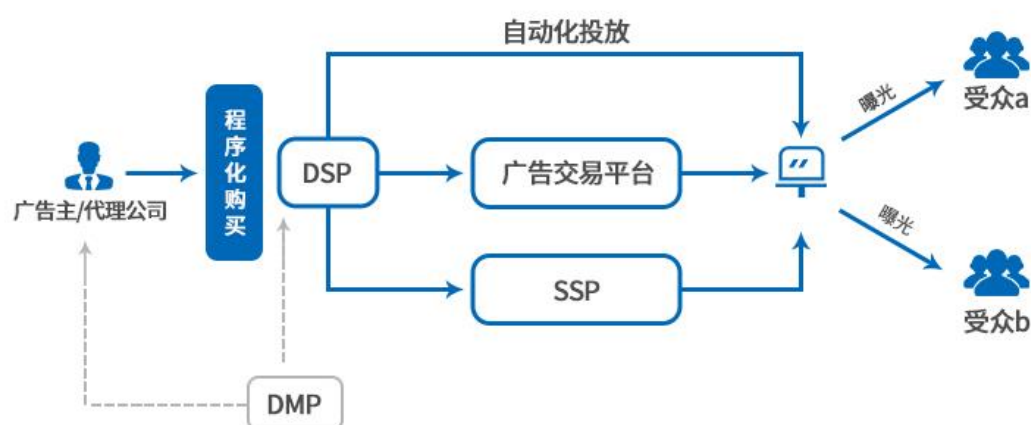 自动化投放
曝光
受众a
程序化购买
DSP
广告交易平台
广告主/代理公司
曝光
SSP
受众b
DMP